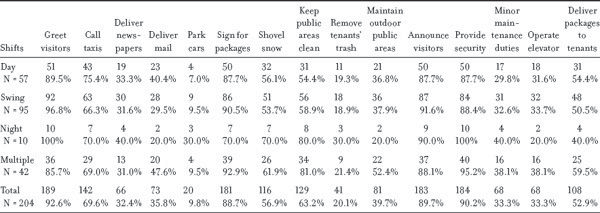 Shifts
Greet
visitors
Call
taxis
Deliver
news-
papers
Deliver
mail
Park
cars
Sign for
packages
Shovel
snow
Keep
public
areas
clean
Remove
tenants'
trash
Maintain
outdoor
public
areas
Announce
visitors
Provide
security
Minor
main-
tenance
duties
Operate
elevator
Deliver
packages
to
tenants
Day 51 43 19 23 4 50 32 31 11 21 50 50 17 18 31
N = 57 89.5% 75.4% 33.3% 40.4% 7.0% 87.7% 56.1% 54.4% 19.3% 36.8% 87.7% 87.7% 29.8% 31.6% 54.4%
Swing 92 63 30 28 9 86 51 56 18 36 87 84 31 32 48
N = 95 96.8% 66.3% 31.6% 29.5% 9.5% 90.5% 53.7% 58.9% 18.9% 37.9% 91.6% 88.4% 32.6% 33.7% 50.5%
Night 10 7 4 2 3 7 7 8 3 2 9 10 4 2 4
N = 10 100% 70.0% 40.0% 20.0% 30.0% 70.0% 70.0% 80.0% 30.0% 20.0% 90.0% 100% 40.0% 20.0% 40.0%
Multiple 36 29 13 20 4 39 26 34 9 22 37 40 16 16 25
N = 42 85.7% 69.0% 31.0% 47.6% 9.5% 92.9% 61.9% 81.0% 21.4% 52.4% 88.1% 95.2% 38.1% 38.1% 59.5%
Total 189 142 66 73 20 181 116 129 41 81 183 184 68 68 108
N = 204 92.6% 69.6% 32.4% 35.8% 9.8% 88.7% 56.9% 63.2% 20.1% 39.7% 89.7% 90.2% 33.3% 33.3% 52.9%